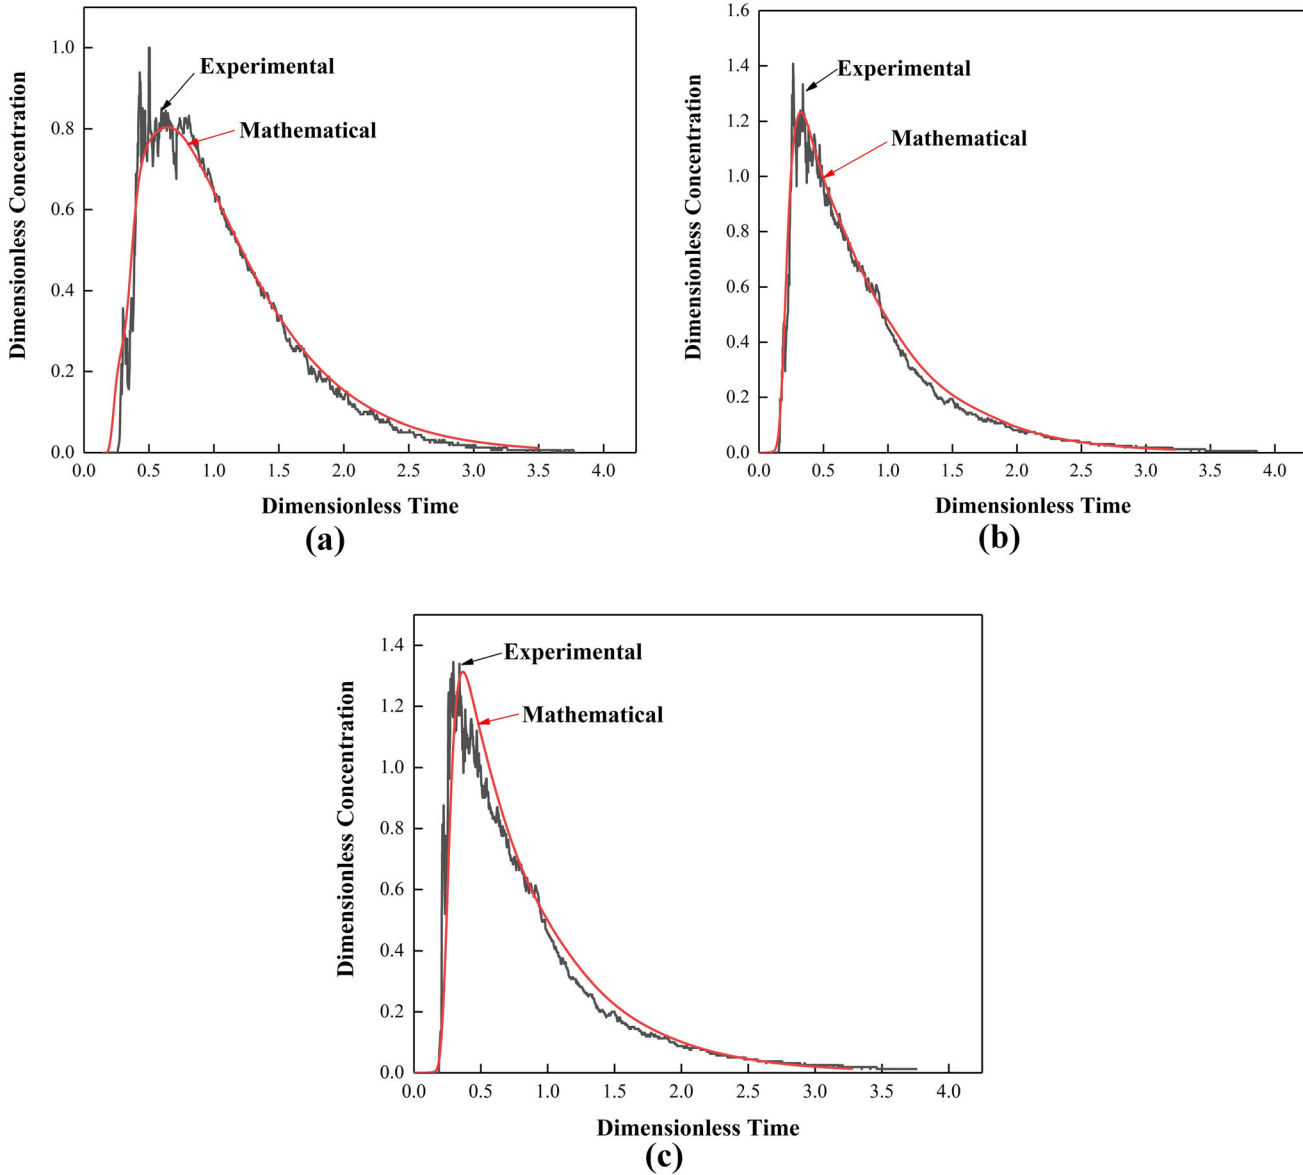 1.0
0.8
0.6
0.4
0.2
0.0
Dimensionless Concentration
Experimental
Mathematical
0.0 0.5 1.0 1.5 2.0 2.5 3.0 3.5 4.0
Dimensionless Time
(a)
1.6
1.4
1.2
1.0
0.8
0.6
0.4
0.2
0.0
Dimensionless Concentration
Experimental
Mathematical
0.0 0.5 1.0 1.5 2.0 2.5 3.0 3.5 4.0
Dimensionless Time
(b)
1.4
1.2
1.0
0.8
0.6
0.4
0.2
0.0
Dimensionless Concentration
Experimental
Mathematical
0.0 0.5 1.0 1.5 2.0 2.5 3.0 3.5 4.0
Dimensionless Time
(c)